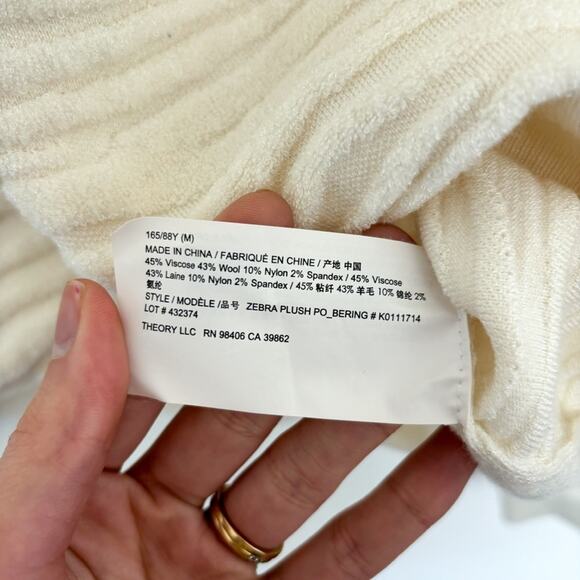 165/88Y (M)
MADE IN CHINA / FABRIQUÉ EN CHINE / 产地 中国
45% Viscose 43% Wool 10% Nylon 2% Spandex / 45% Viscose
43% Laine 10% Nylon 2% Spandex / 45% 粘纤 43% 羊毛 10% 锦纶 2%
氨纶
STYLE / MODÈLE /品号 ZEBRA PLUSH PO_BERING # K0111714
LOT # 432374
THEORY LLC RN 98406 CA 39862